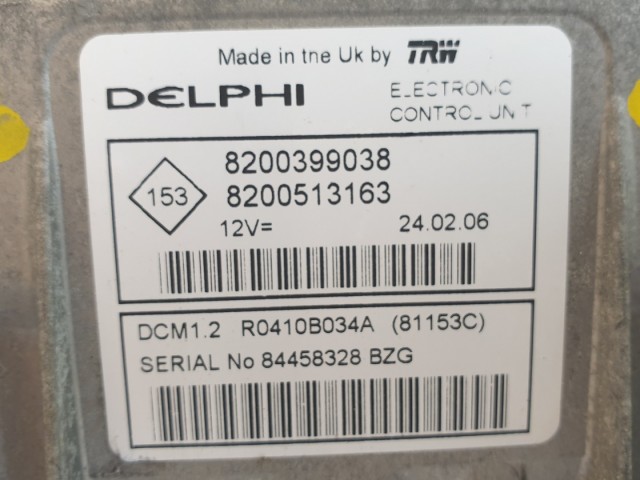 Made in the Uk by TRW
DELPHI
ELECTRONIC
CONTROL UNIT
153
8200399038
8200513163
12V=
24.02.06
DCM1.2 R0410B034A (81153C)
SERIAL No 84458328 BZG